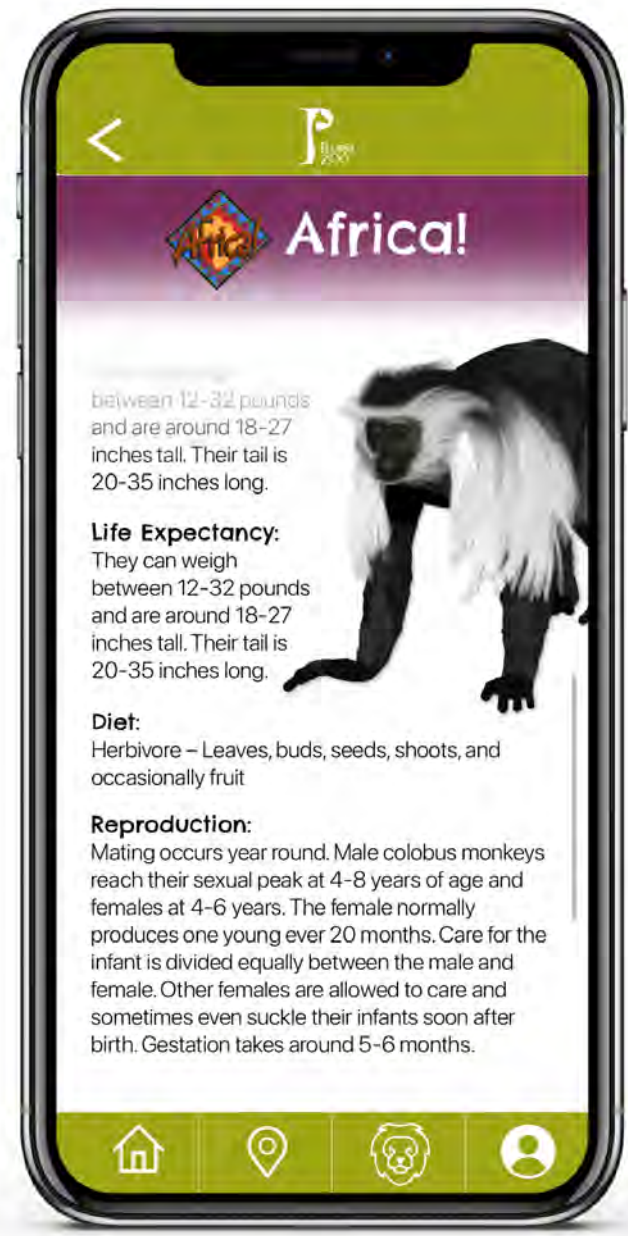 P
ZOO
Africa! Africa!
between 12-32 pounds
and are around 18-27
inches tall. Their tail is
20-35 inches long.
Life Expectancy:
They can weigh
between 12-32 pounds
and are around 18-27
inches tall. Their tail is
20-35 inches long.
Diet:
Herbivore – Leaves, buds, seeds, shoots, and
occasionally fruit
Reproduction:
Mating occurs year round. Male colobus monkeys
reach their sexual peak at 4-8 years of age and
females at 4-6 years. The female normally
produces one young ever 20 months. Care for the
infant is divided equally between the male and
female. Other females are allowed to care and
sometimes even suckle their infants soon after
birth. Gestation takes around 5-6 months.